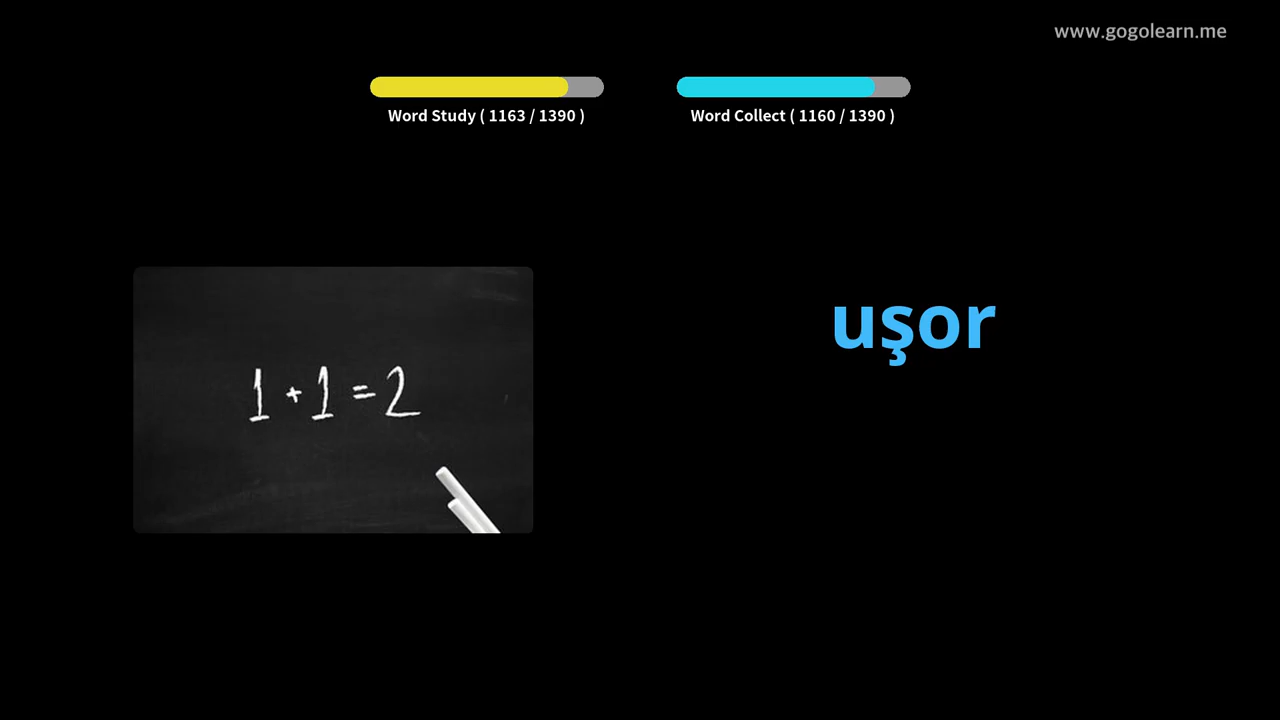 www.gogolearn.me
Word Study ( 1163 / 1390 )
Word Collect ( 1160 / 1390 )
uşor
1 + 1 = 2